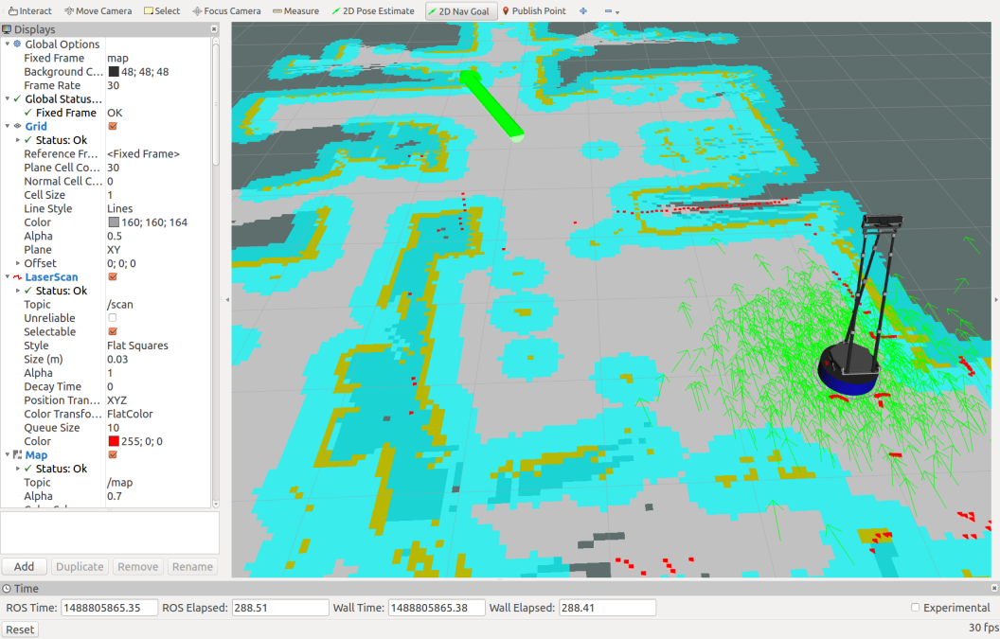 Interact Move Camera Select Focus Camera Measure 2D Pose Estimate 2D Nav Goal Publish Point
Displays
Global Options
Fixed Frame map
Background C... 48; 48; 48
Frame Rate 30
Global Status...
Fixed Frame OK
Grid
Status: Ok
Reference Fr... <Fixed Frame>
Plane Cell Co... 30
Normal Cell C... 0
Cell Size 1
Line Style Lines
Color 160; 160; 164
Alpha 0.5
Plane XY
Offset 0; 0; 0
LaserScan
Status: Ok
Topic /scan
Unreliable
Selectable
Style Flat Squares
Size (m) 0.03
Alpha 1
Decay Time 0
Position Tran... XYZ
Color Transfo... FlatColor
Queue Size 10
Color 255; 0; 0
Map
Status: Ok
Topic /map
Alpha 0.7
Add Duplicate Remove Rename
Time
ROS Time: 1488805865.35 ROS Elapsed: 288.51 Wall Time: 1488805865.38 Wall Elapsed: 288.41 Experimental
Reset 30 fps